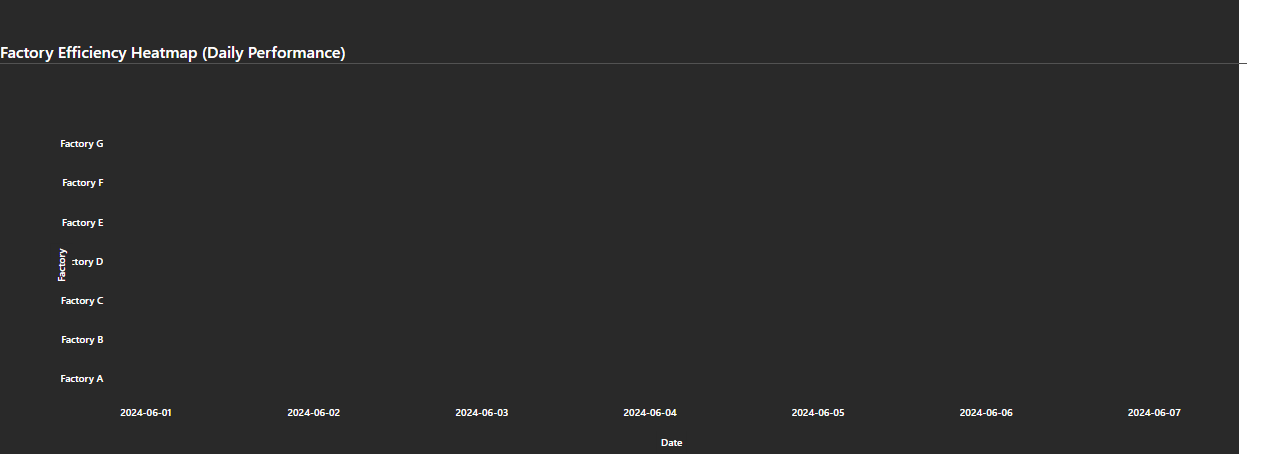 Factory Efficiency Heatmap (Daily Performance)
Factory G
Factory F
Factory E
Factory
ctory D
Factory C
Factory B
Factory A
2024-06-01 2024-06-02 2024-06-03 2024-06-04 2024-06-05 2024-06-06 2024-06-07
Date